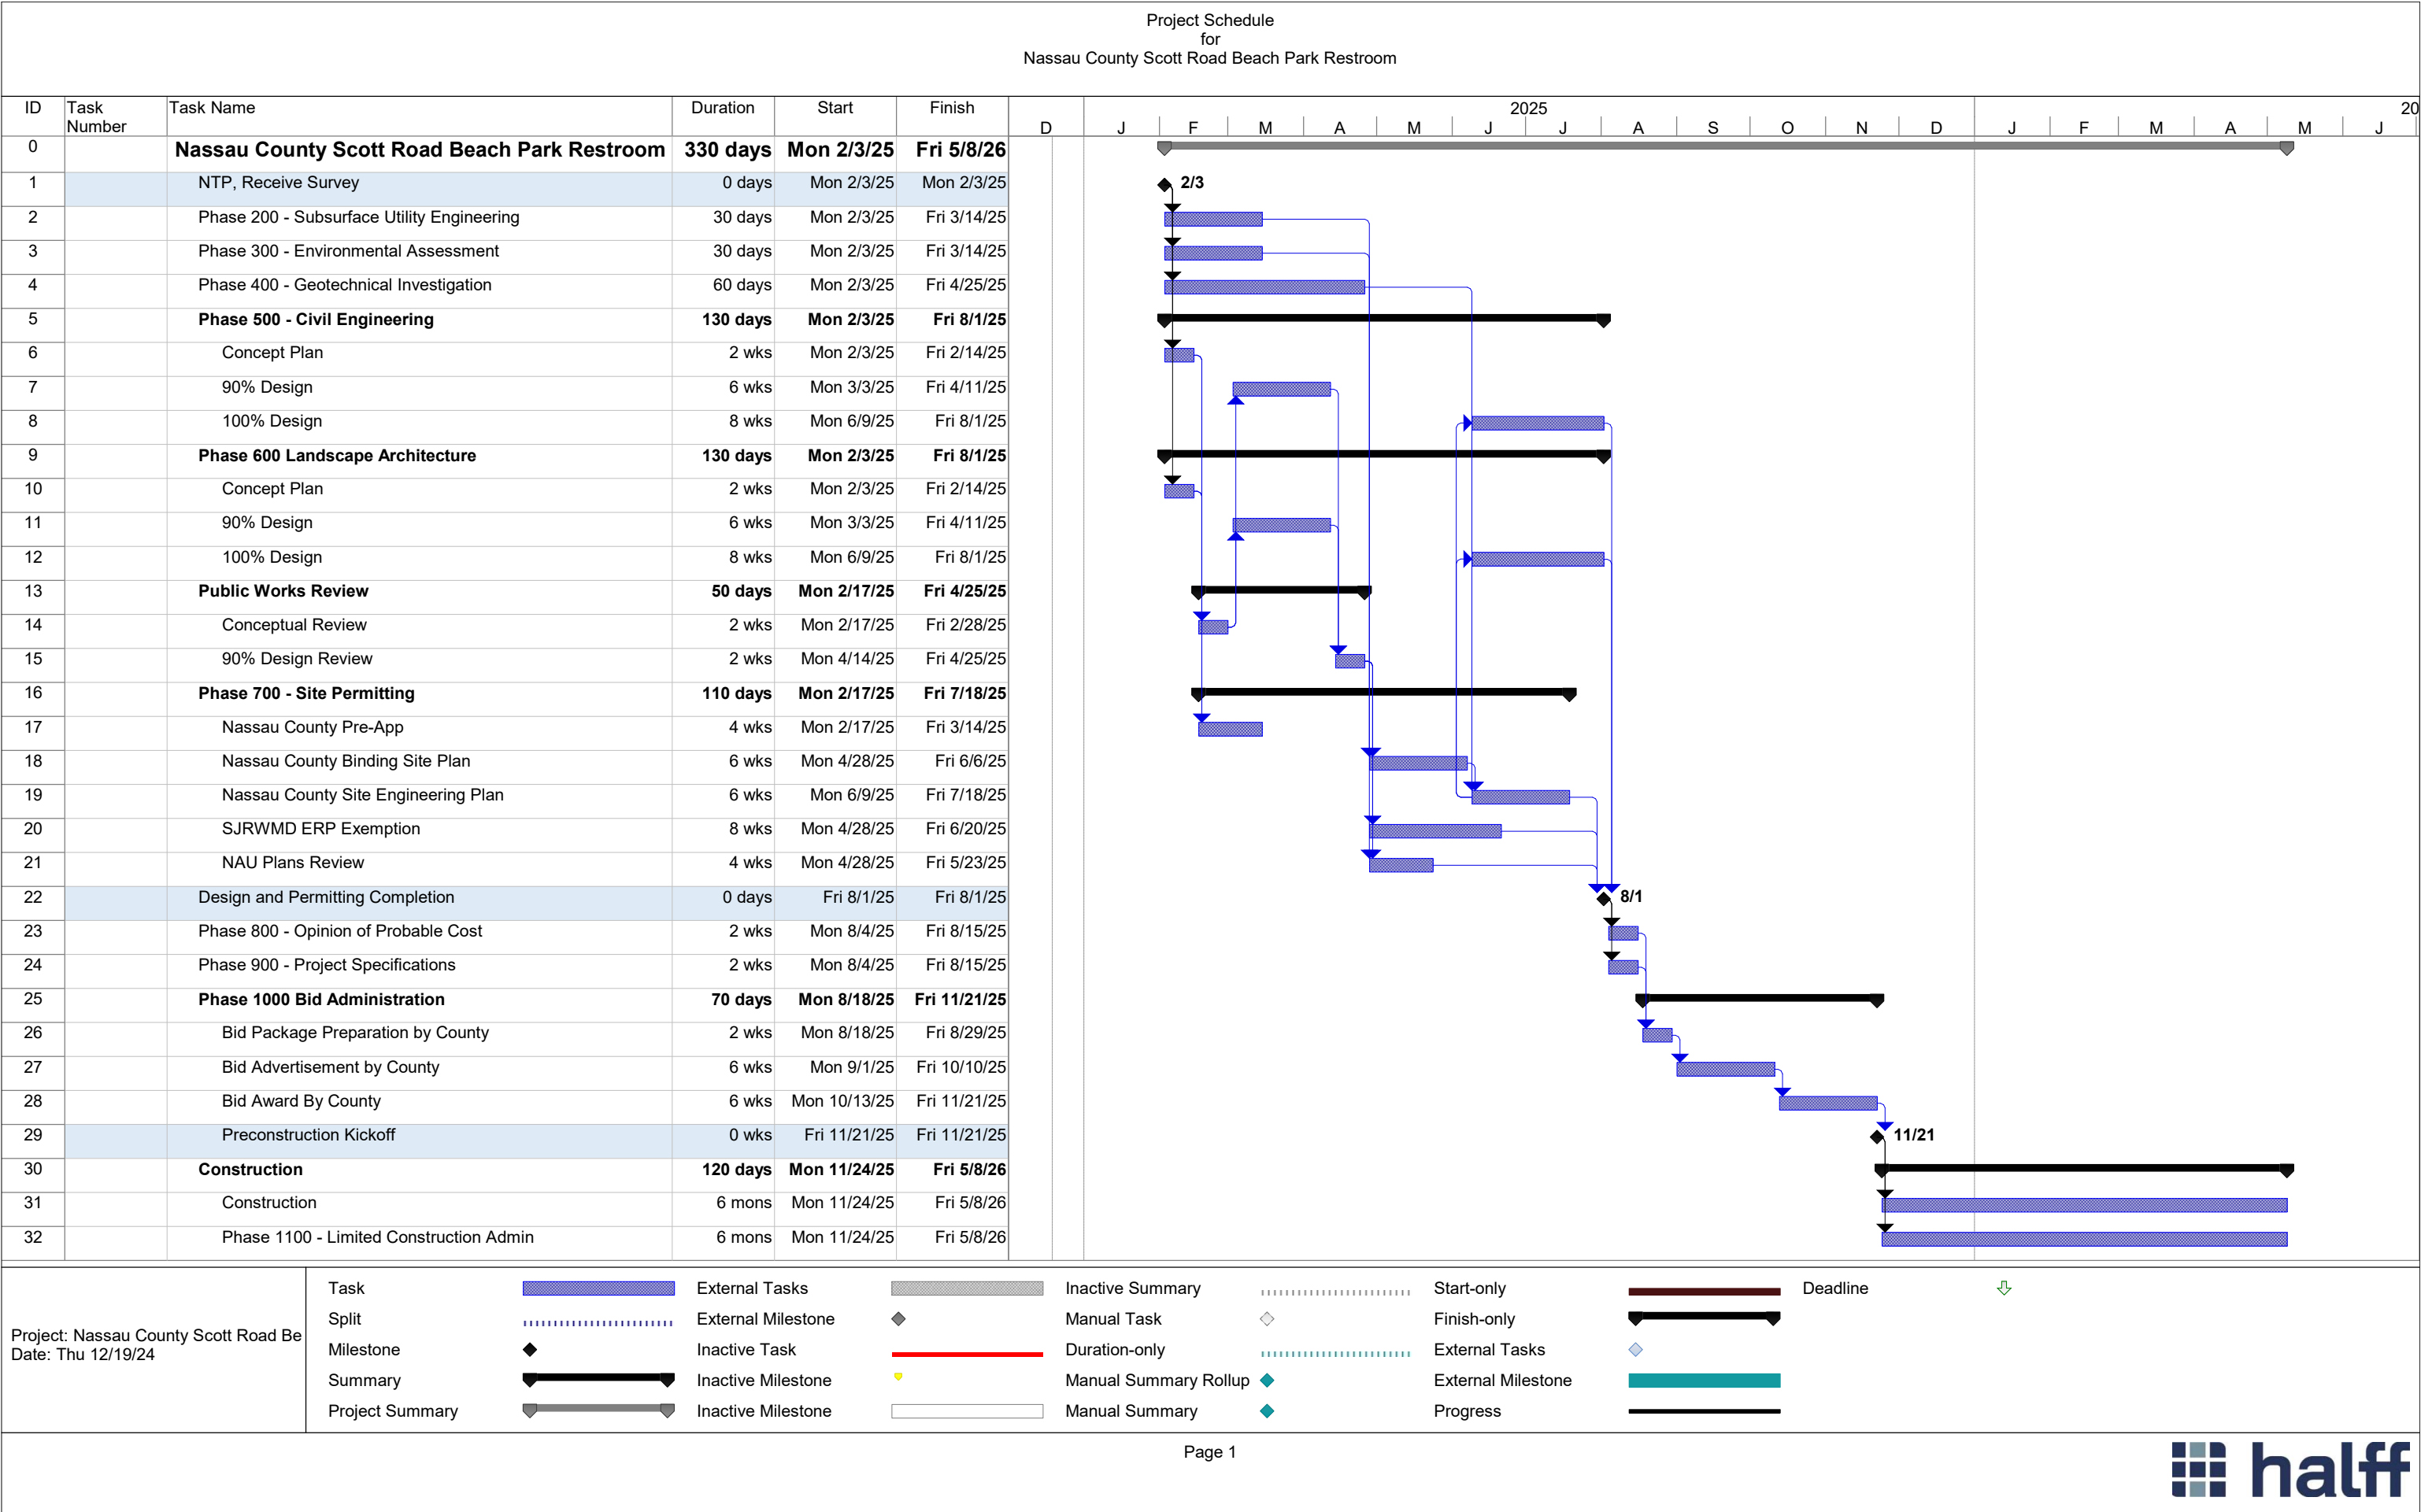 Project Schedule
for
Nassau County Scott Road Beach Park Restroom
ID Task Number Task Name Duration Start Finish 2025 20
D J F M A M J J A S O N D J F M A M J
0 Nassau County Scott Road Beach Park Restroom 330 days Mon 2/3/25 Fri 5/8/26
1 NTP, Receive Survey 0 days Mon 2/3/25 Mon 2/3/25 2/3
2 Phase 200 - Subsurface Utility Engineering 30 days Mon 2/3/25 Fri 3/14/25
3 Phase 300 - Environmental Assessment 30 days Mon 2/3/25 Fri 3/14/25
4 Phase 400 - Geotechnical Investigation 60 days Mon 2/3/25 Fri 4/25/25
5 Phase 500 - Civil Engineering 130 days Mon 2/3/25 Fri 8/1/25
6 Concept Plan 2 wks Mon 2/3/25 Fri 2/14/25
7 90% Design 6 wks Mon 3/3/25 Fri 4/11/25
8 100% Design 8 wks Mon 6/9/25 Fri 8/1/25
9 Phase 600 Landscape Architecture 130 days Mon 2/3/25 Fri 8/1/25
10 Concept Plan 2 wks Mon 2/3/25 Fri 2/14/25
11 90% Design 6 wks Mon 3/3/25 Fri 4/11/25
12 100% Design 8 wks Mon 6/9/25 Fri 8/1/25
13 Public Works Review 50 days Mon 2/17/25 Fri 4/25/25
14 Conceptual Review 2 wks Mon 2/17/25 Fri 2/28/25
15 90% Design Review 2 wks Mon 4/14/25 Fri 4/25/25
16 Phase 700 - Site Permitting 110 days Mon 2/17/25 Fri 7/18/25
17 Nassau County Pre-App 4 wks Mon 2/17/25 Fri 3/14/25
18 Nassau County Binding Site Plan 6 wks Mon 4/28/25 Fri 6/6/25
19 Nassau County Site Engineering Plan 6 wks Mon 6/9/25 Fri 7/18/25
20 SJRWMD ERP Exemption 8 wks Mon 4/28/25 Fri 6/20/25
21 NAU Plans Review 4 wks Mon 4/28/25 Fri 5/23/25
22 Design and Permitting Completion 0 days Fri 8/1/25 Fri 8/1/25 8/1
23 Phase 800 - Opinion of Probable Cost 2 wks Mon 8/4/25 Fri 8/15/25
24 Phase 900 - Project Specifications 2 wks Mon 8/4/25 Fri 8/15/25
25 Phase 1000 Bid Administration 70 days Mon 8/18/25 Fri 11/21/25
26 Bid Package Preparation by County 2 wks Mon 8/18/25 Fri 8/29/25
27 Bid Advertisement by County 6 wks Mon 9/1/25 Fri 10/10/25
28 Bid Award By County 6 wks Mon 10/13/25 Fri 11/21/25
29 Preconstruction Kickoff 0 wks Fri 11/21/25 Fri 11/21/25 11/21
30 Construction 120 days Mon 11/24/25 Fri 5/8/26
31 Construction 6 mons Mon 11/24/25 Fri 5/8/26
32 Phase 1100 - Limited Construction Admin 6 mons Mon 11/24/25 Fri 5/8/26
Project: Nassau County Scott Road Be
Date: Thu 12/19/24
Task External Tasks Inactive Summary Start-only Deadline
Split External Milestone Manual Task Finish-only
Milestone Inactive Task Duration-only External Tasks
Summary Inactive Milestone Manual Summary Rollup External Milestone
Project Summary Inactive Milestone Manual Summary Progress
Page 1
halff